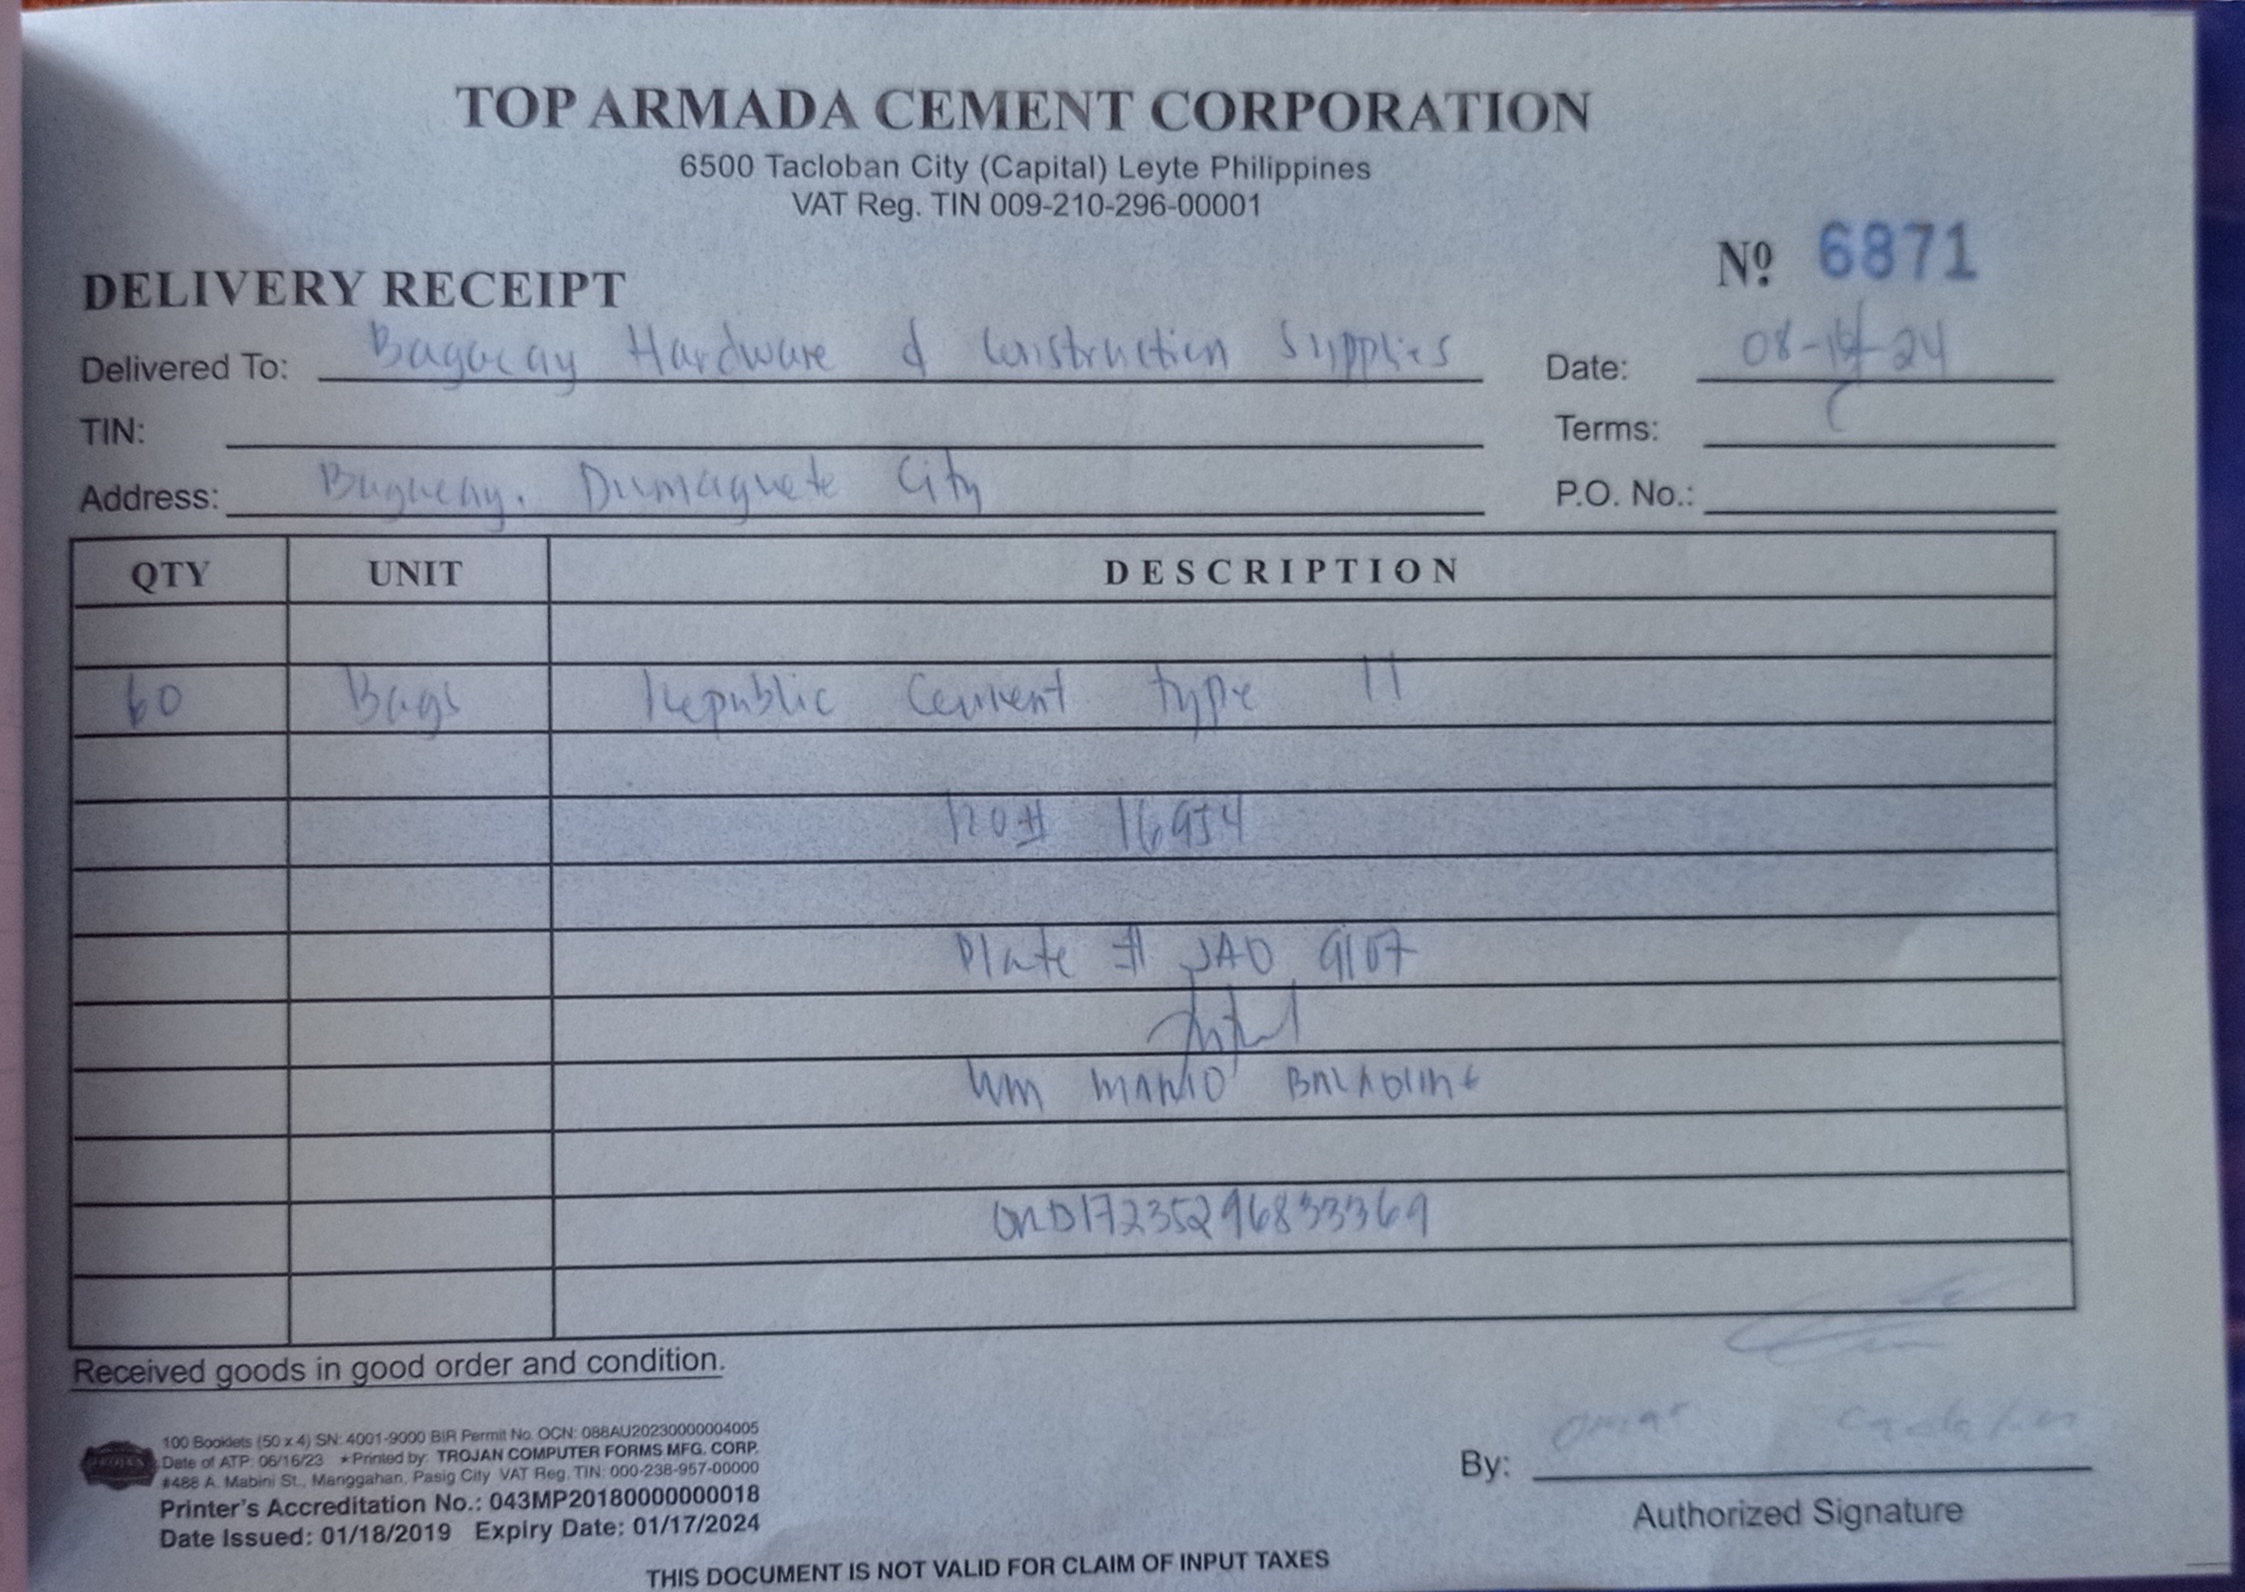 TOP ARMADA CEMENT CORPORATION
6500 Tacloban City (Capital) Leyte Philippines
VAT Reg. TIN 009-210-296-00001
Nº 6871
DELIVERY RECEIPT
Delivered To: Bagacay Hardware & Construction Supplies Date: 08- -24
TIN: Terms:
Address: Bagacay, Dumaguete City P.O. No.:
QTY UNIT DESCRIPTION
60 Bags Republic Cement type 11
RO# 16954
Plate # JAO 9107
MARIO
ORD17235296833369
Received goods in good order and condition.
100 Booklets (50 x 4) SN: 4001-9000 BIR Permit No. OCN: 088AU20230000004005
Date of ATP: 06/16/23 ★Printed by: TROJAN COMPUTER FORMS MFG. CORP.
#488 A. Mabini St., Manggahan, Pasig City VAT Reg. TIN: 000-238-957-00000
Printer's Accreditation No.: 043MP20180000000018
Date Issued: 01/18/2019 Expiry Date: 01/17/2024
By: Omar
Authorized Signature
THIS DOCUMENT IS NOT VALID FOR CLAIM OF INPUT TAXES